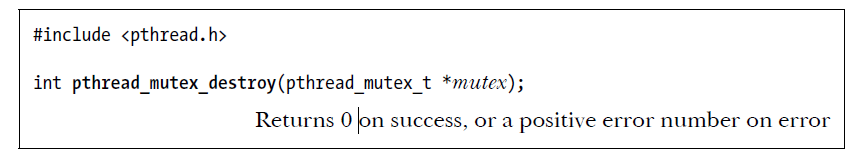 #include <pthread.h>
int pthread_mutex_destroy(pthread_mutex_t *mutex);
Returns 0 on success, or a positive error number on error